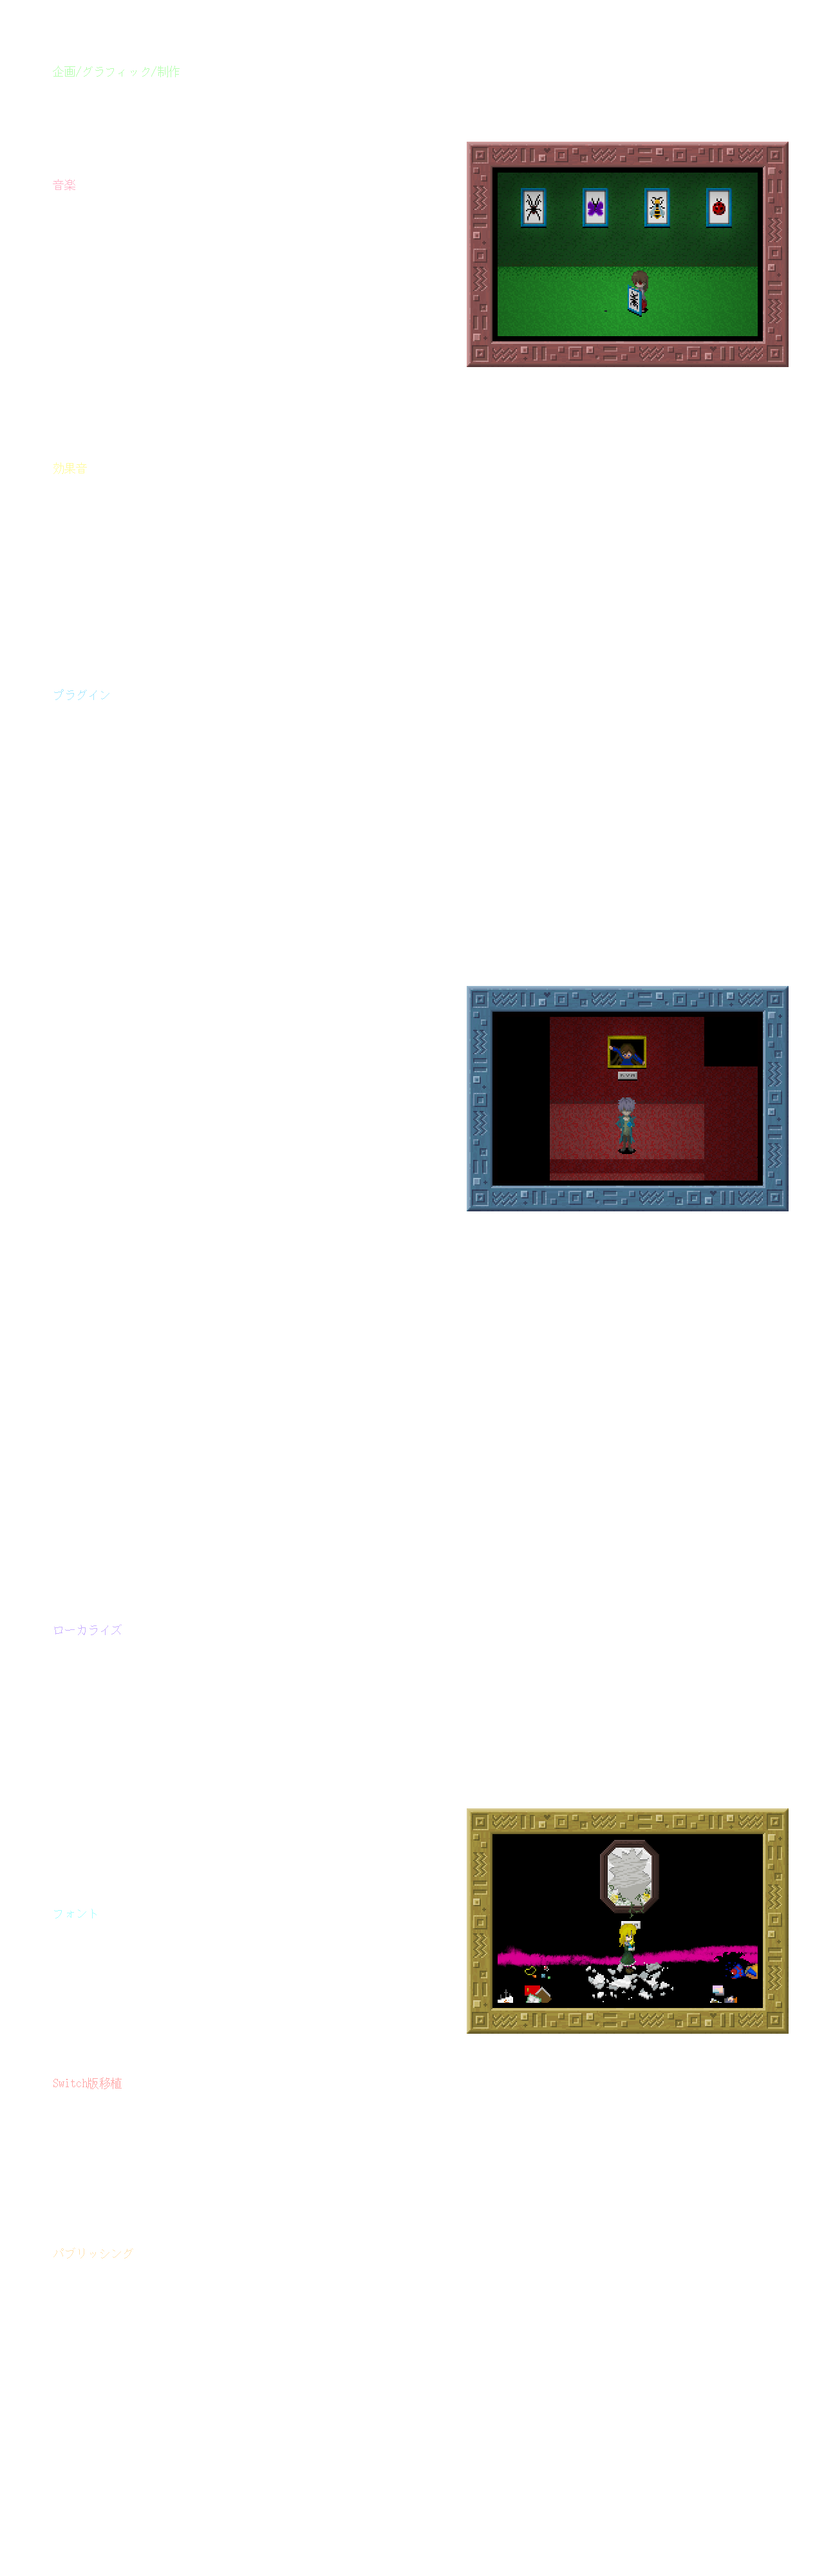 企画/グラフィック/制作
音楽
効果音
プラグイン
ローカライズ
フォント
Switch版移植
パブリッシング